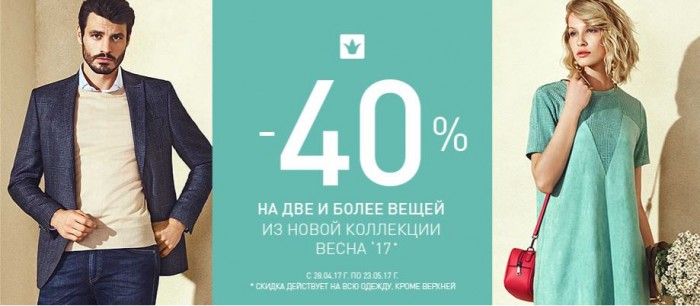 -40%
НА ДВЕ И БОЛЕЕ ВЕЩЕЙ
ИЗ НОВОЙ КОЛЛЕКЦИИ
ВЕСНА '17*
С 28.04.17 Г. ПО 23.05.17 Г.
* СКИДКА ДЕЙСТВУЕТ НА ВСЮ ОДЕЖДУ, КРОМЕ ВЕРХНЕЙ